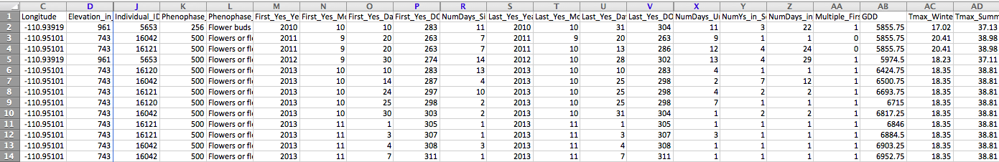 C D J K L M N O P R S T U V X Y Z AA AB AC AD
1 Longitude Elevation_in_ Individual_ID Phenophase_ Phenophase_ First_Yes_Ye First_Yes_Mo First_Yes_Da First_Yes_DO NumDays_Si Last_Yes_Yea Last_Yes_Mo Last_Yes_Day Last_Yes_DO NumDays_U NumYs_in_Se NumDays_in Multiple_Firs GDD Tmax_Winte Tmax_Summ
2 -110.93919 961 5653 256 Flower buds 2010 10 10 283 11 2010 10 31 304 11 3 22 1 5855.75 17.02 37.13
3 -110.95101 743 16042 500 Flowers or flo 2011 9 20 263 7 2011 9 20 263 9 1 1 0 5855.75 20.41 38.98
4 -110.95101 743 16121 500 Flowers or flo 2011 9 20 263 7 2011 10 13 286 12 4 24 0 5855.75 20.41 38.98
5 -110.93919 961 5653 500 Flowers or flo 2012 9 30 274 14 2012 10 28 302 13 4 29 1 5974.5 18.23 37.11
6 -110.95101 743 16120 500 Flowers or flo 2013 10 10 283 13 2013 10 10 283 4 1 1 1 6424.75 18.35 38.81
7 -110.95101 743 16042 500 Flowers or flo 2013 10 14 287 4 2013 10 25 298 2 7 12 1 6500.75 18.35 38.81
8 -110.95101 743 16121 500 Flowers or flo 2013 10 24 297 10 2013 10 25 298 4 2 2 1 6693.75 18.35 38.81
9 -110.95101 743 16120 500 Flowers or flo 2013 10 25 298 2 2013 10 25 298 7 1 1 1 6715 18.35 38.81
10 -110.95101 743 16042 500 Flowers or flo 2013 10 30 303 2 2013 10 31 304 1 2 2 1 6817.25 18.35 38.81
11 -110.95101 743 16121 500 Flowers or flo 2013 11 1 305 1 2013 11 1 305 1 1 1 1 6846 18.35 38.81
12 -110.95101 743 16121 500 Flowers or flo 2013 11 3 307 1 2013 11 3 307 3 1 1 1 6884.5 18.35 38.81
13 -110.95101 743 16042 500 Flowers or flo 2013 11 4 308 3 2013 11 4 308 1 1 1 1 6903.25 18.35 38.81
14 -110.95101 743 16042 500 Flowers or flo 2013 11 7 311 1 2013 11 7 311 1 1 1 1 6952.75 18.35 38.81